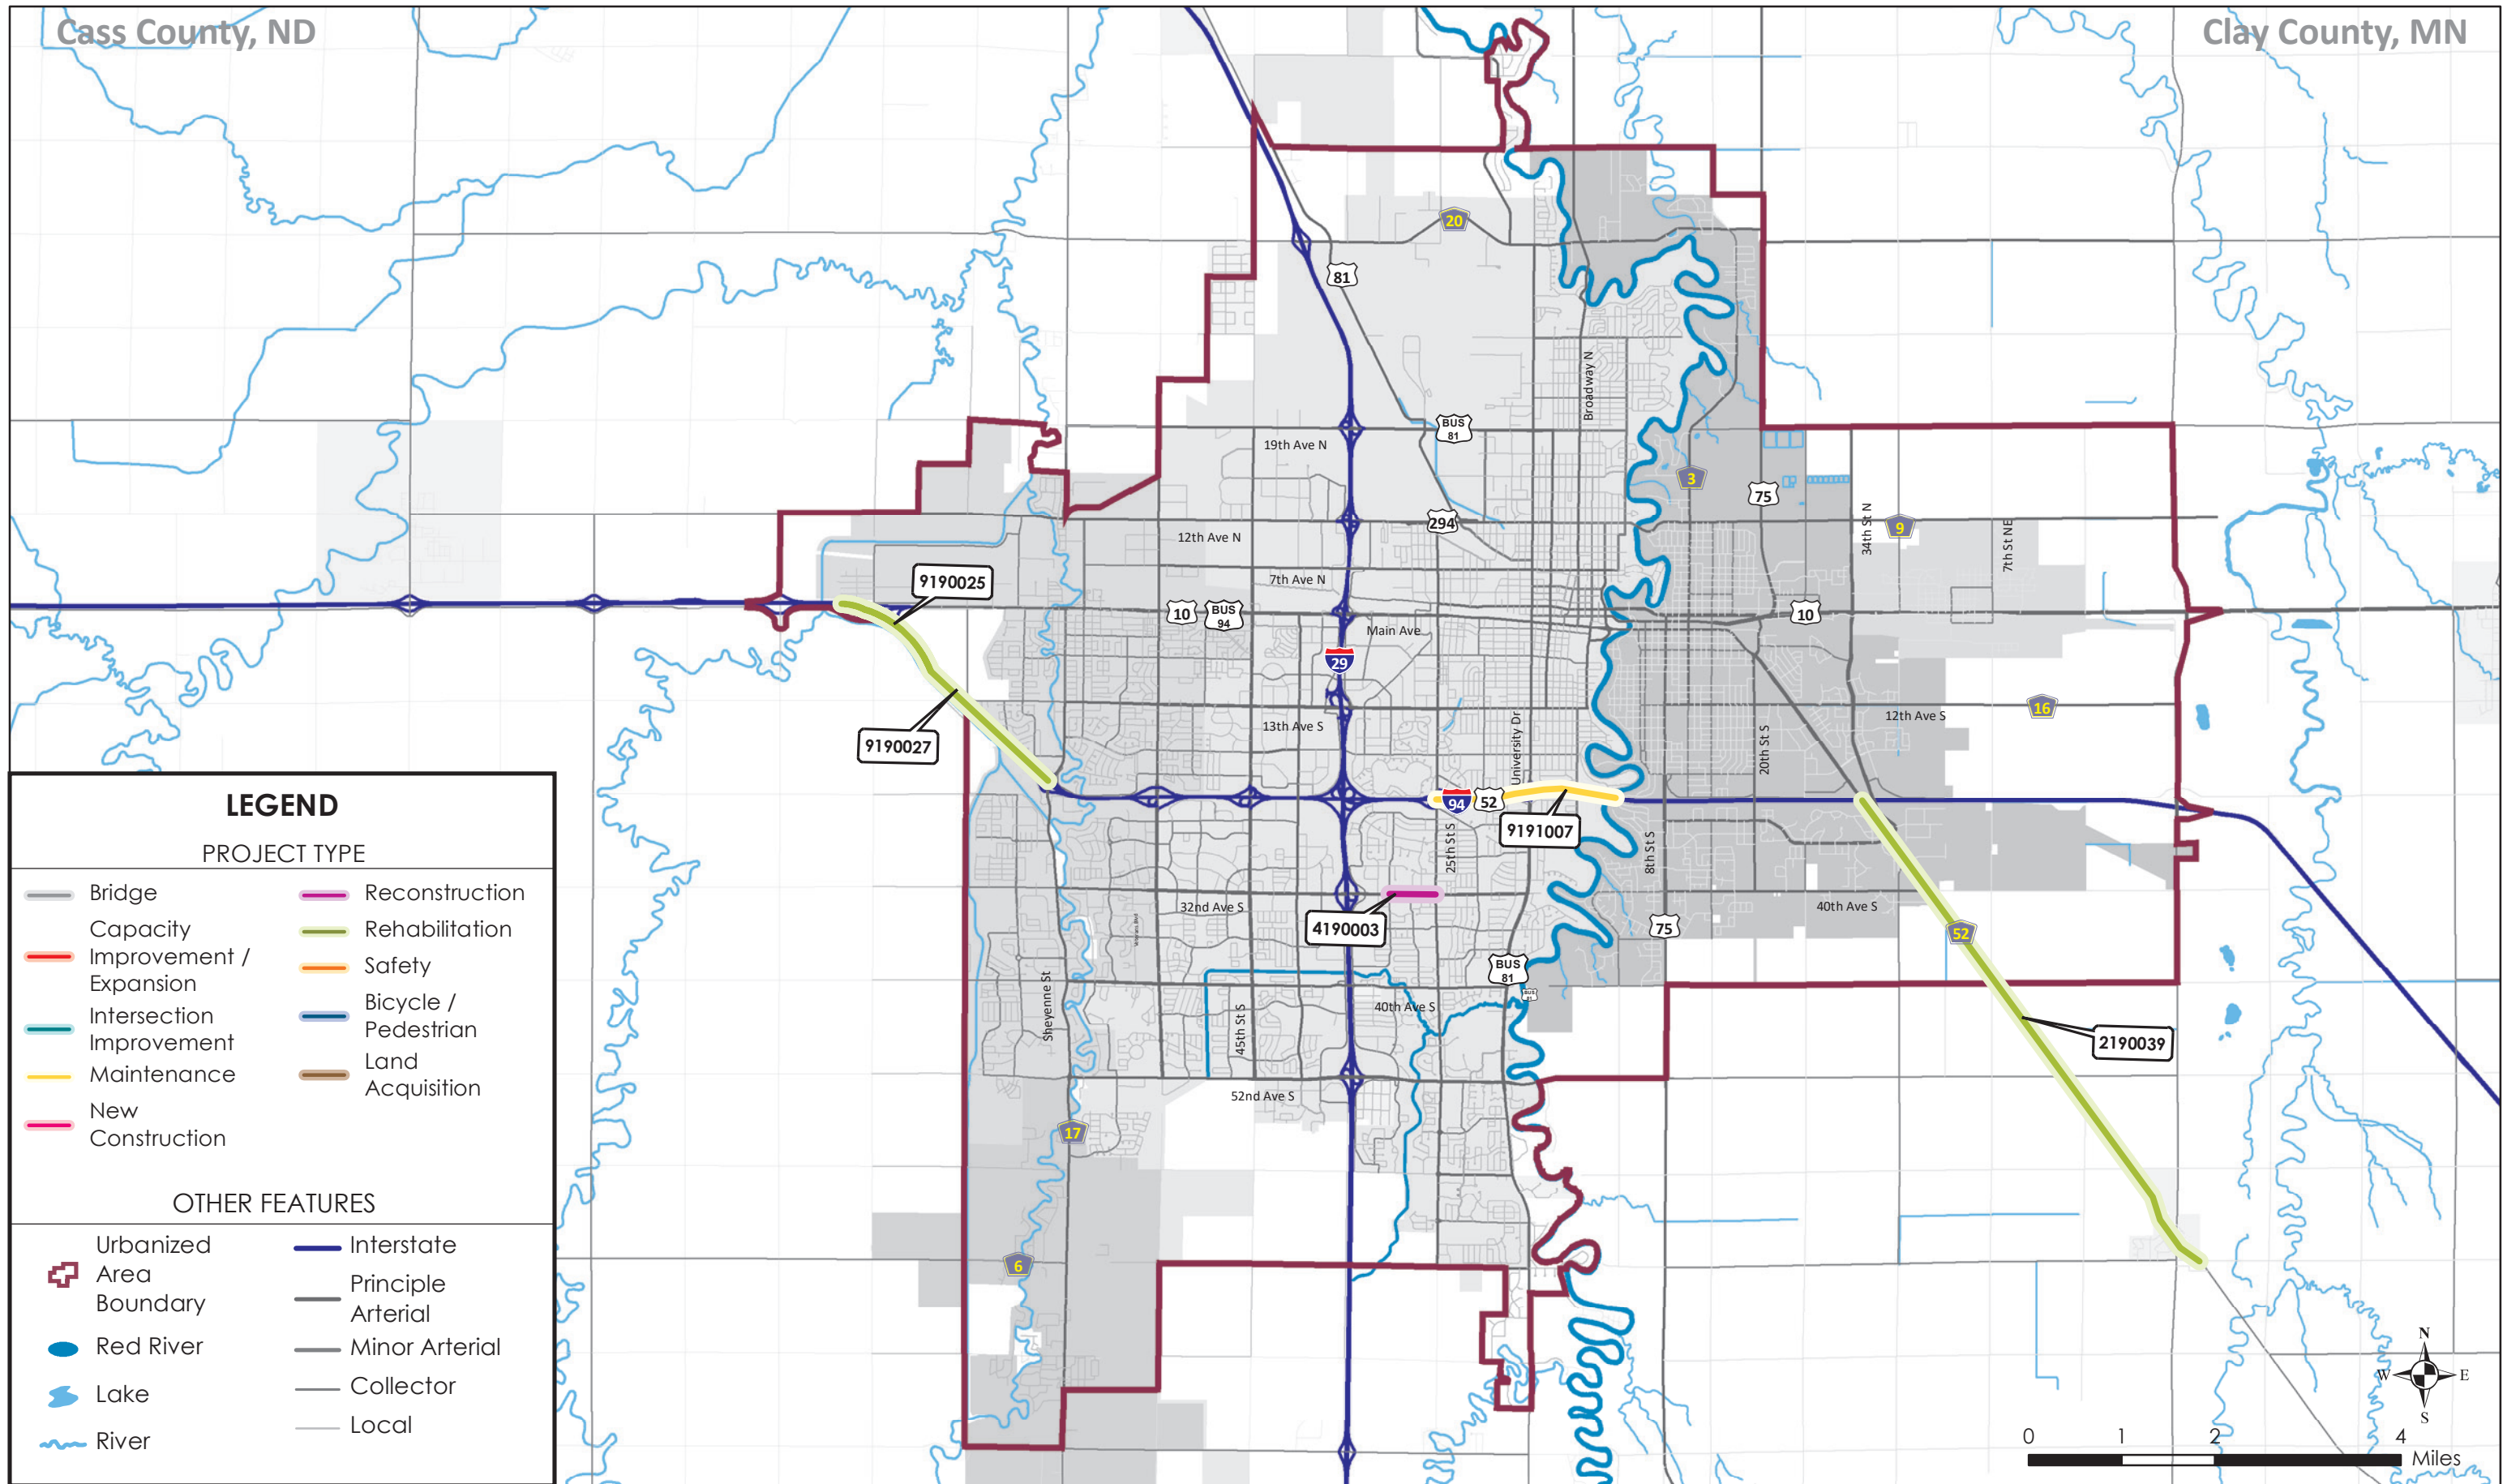 Cass County, ND
Clay County, MN
20
81
Broadway N
BUS
81
19th Ave N
3
75
294
34th St N
9
7th St NE
12th Ave N
9190025
7th Ave N
10
BUS
94
10
Main Ave
29
16
12th Ave S
13th Ave S
University Dr
20th St S
9190027
94
52
9191007
25th St S
8th St S
32nd Ave S
4190003
40th Ave S
75
52
BUS
81
BUS
81
Sheyenne St
45th St S
40th Ave S
2190039
52nd Ave S
17
6
LEGEND
PROJECT TYPE
Bridge
Capacity
Improvement /
Expansion
Intersection
Improvement
Maintenance
New
Construction
Reconstruction
Rehabilitation
Safety
Bicycle /
Pedestrian
Land
Acquisition
OTHER FEATURES
Urbanized
Area
Boundary
Red River
Lake
River
Interstate
Principle
Arterial
Minor Arterial
Collector
Local
N
W
E
S
0 1 2 4
Miles